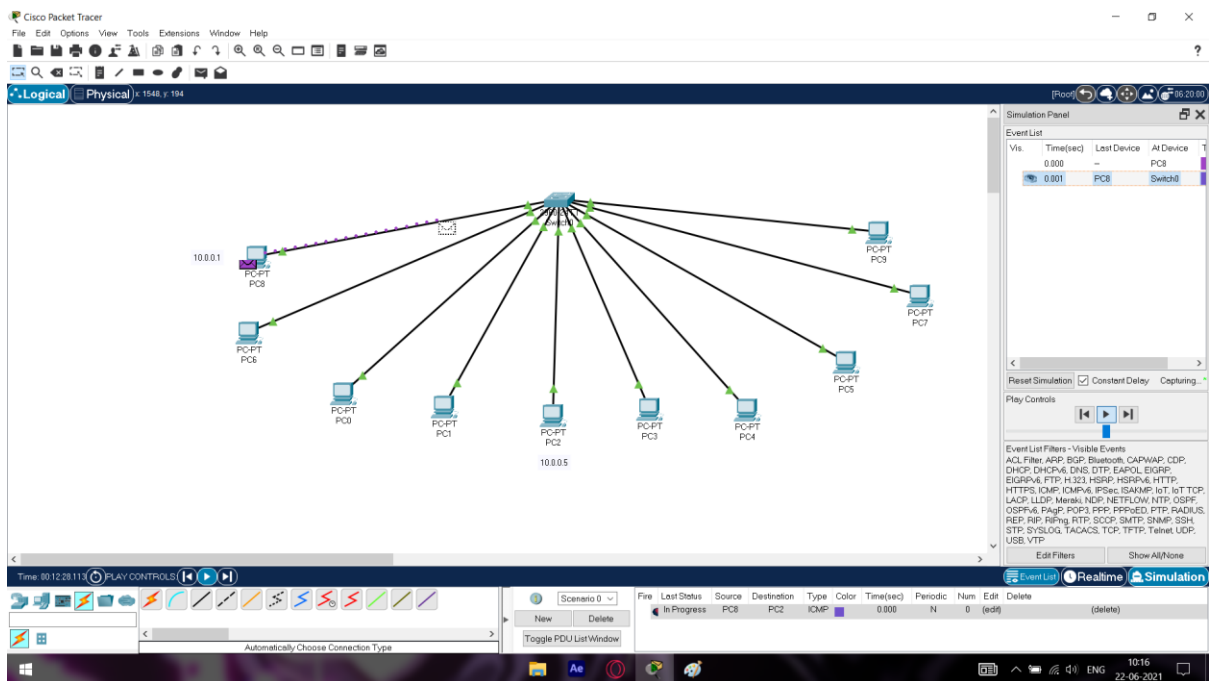 Cisco Packet Tracer
File Edit Options View Tools Extensions Window Help
?
Logical Physical x: 1548, y: 194 [Root] 06:20:00
Simulation Panel
Event List
Vis. Time(sec) Last Device At Device T
0.000 -- PC8
0.001 PC8 Switch0
Switch0
10.0.0.1
PC-PT
PC8
PC-PT
PC9
PC-PT
PC7
PC-PT
PC6
PC-PT
PC5
PC-PT
PC0
PC-PT
PC1
PC-PT
PC2
PC-PT
PC3
PC-PT
PC4
10.0.0.5
Reset Simulation Constant Delay Capturing...
Play Controls
Event List Filters - Visible Events
ACL Filter, ARP, BGP, Bluetooth, CAPWAP, CDP,
DHCP, DHCPv6, DNS, DTP, EAPOL, EIGRP,
EIGRPv6, FTP, H.323, HSRP, HSRPv6, HTTP,
HTTPS, ICMP, ICMPv6, IPSec, ISAKMP, IoT, IoT TCP,
LACP, LLDP, Meraki, NDP, NETFLOW, NTP, OSPF,
OSPFv6, PAgP, POP3, PPP, PPPoED, PTP, RADIUS,
REP, RIP, RIPng, RTP, SCCP, SMTP, SNMP, SSH,
STP, SYSLOG, TACACS, TCP, TFTP, Telnet, UDP,
USB, VTP
Edit Filters Show All/None
Time: 00:12:28.113 PLAY CONTROLS: Event List Realtime Simulation
Scenario 0
New Delete
Toggle PDU List Window
Fire Last Status Source Destination Type Color Time(sec) Periodic Num Edit Delete
In Progress PC8 PC2 ICMP 0.000 N 0 (edit) (delete)
Automatically Choose Connection Type
Ae
ENG
10:16
22-06-2021